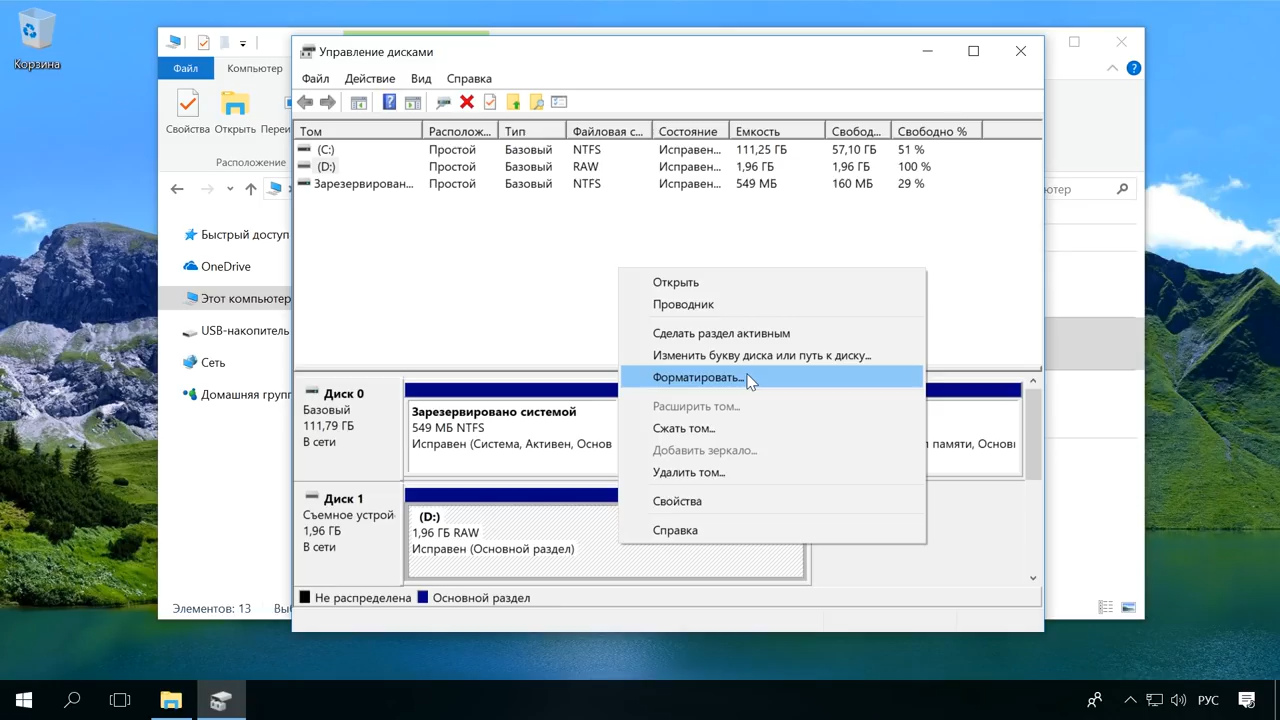 Корзина
Файл
Компьютер
Свойства
Открыть
Расположение
Быстрый доступ
OneDrive
Этот компьютер
USB-накопитель
Сеть
Элементов: 13
Управление дисками
Файл Действие Вид Справка
Том Располож... Тип Файловая с... Состояние Емкость Свобод... Свободно %
(C:) Простой Базовый NTFS Исправен... 111,25 ГБ 57,10 ГБ 51 %
(D:) Простой Базовый RAW Исправен... 1,96 ГБ 1,96 ГБ 100 %
Зарезервирован... Простой Базовый NTFS Исправен... 549 МБ 160 МБ 29 %
Открыть
Проводник
Сделать раздел активным
Изменить букву диска или путь к диску...
Форматировать...
Расширить том...
Сжать том...
Добавить зеркало...
Удалить том...
Свойства
Справка
Диск 0
Базовый
111,79 ГБ
В сети
Зарезервировано системой
549 МБ NTFS
Исправен (Система, Активен, Основ
памяти, Основ
Диск 1
Съемное устрой
1,96 ГБ
В сети
(D:)
1,96 ГБ RAW
Исправен (Основной раздел)
Не распределена Основной раздел
РУС